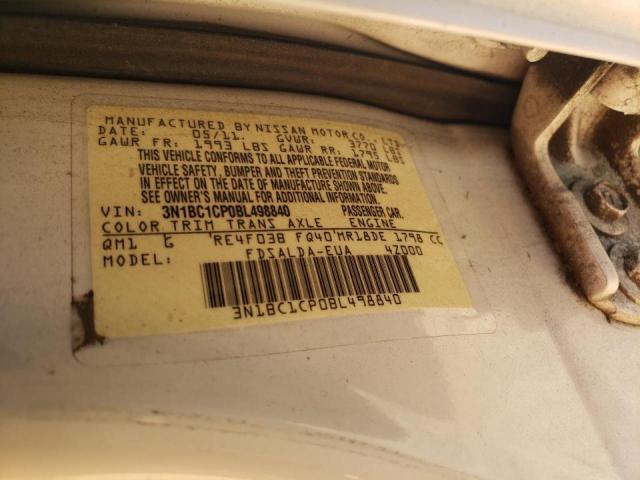 MANUFACTURED BY NISSAN MOTOR CO., LTD
DATE: 05/11. GVWR: 3770 LBS
GAWR FR: 1993 LBS GAWR RR: 1795 LBS
THIS VEHICLE CONFORMS TO ALL APPLICABLE FEDERAL MOTOR
VEHICLE SAFETY, BUMPER, AND THEFT PREVENTION STANDARDS
IN EFFECT ON THE DATE OF MANUFACTURE SHOWN ABOVE.
SEE OWNER'S MANUAL FOR MORE INFORMATION
VIN: 3N1BC1CP0BL498840 PASSENGER CAR.
COLOR TRIM TRANS AXLE ENGINE
QM1 G RE4F03B FQ40 MR18DE 1798 CC
MODEL: FDSALDA-EUA 4Z000
3N1BC1CP0BL498840